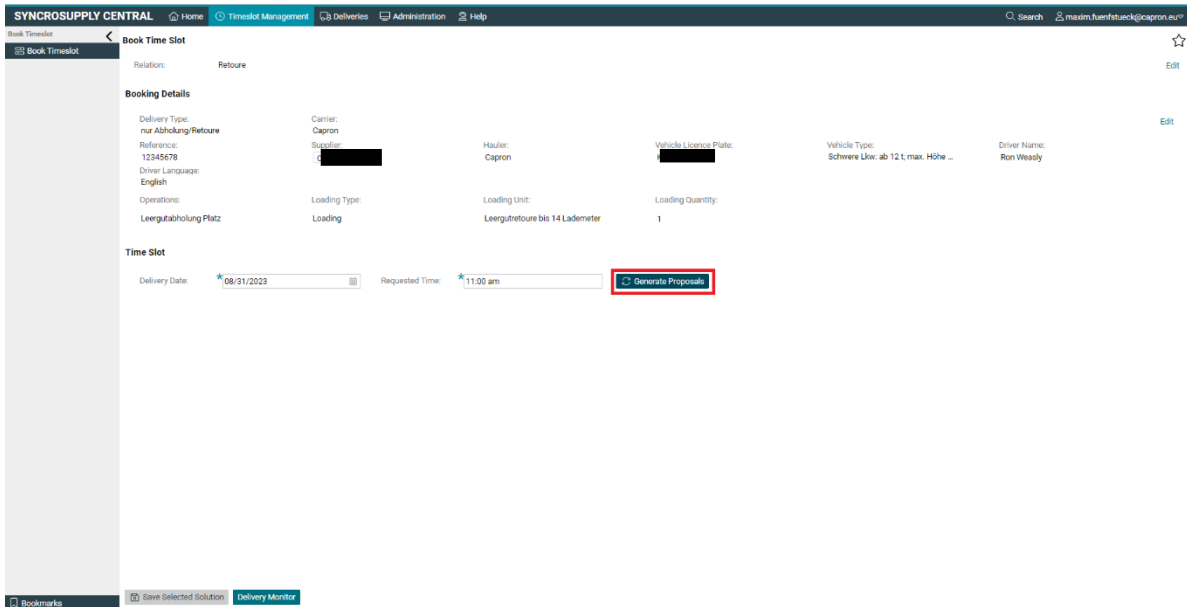 SYNCROSUPPLY CENTRAL Home Timeslot Management Deliveries Administration Help Search maxim.fuenfstueck@capron.eu
Book Timeslot
Book Timeslot
Book Time Slot
Relation: Retoure Edit
Booking Details
Delivery Type: Carrier: Edit
nur Abholung/Retoure Capron
Reference: Supplier: Hauler: Vehicle Licence Plate: Vehicle Type: Driver Name:
12345678 Capron Schwere Lkw: ab 12 t; max. Höhe ... Ron Weasly
Driver Language:
English
Operations: Loading Type: Loading Unit: Loading Quantity:
Leergutabholung Platz Loading Leergutretoure bis 14 Lademeter 1
Time Slot
Delivery Date: *08/31/2023 Requested Time: *11:00 am Generate Proposals
Save Selected Solution Delivery Monitor
Bookmarks